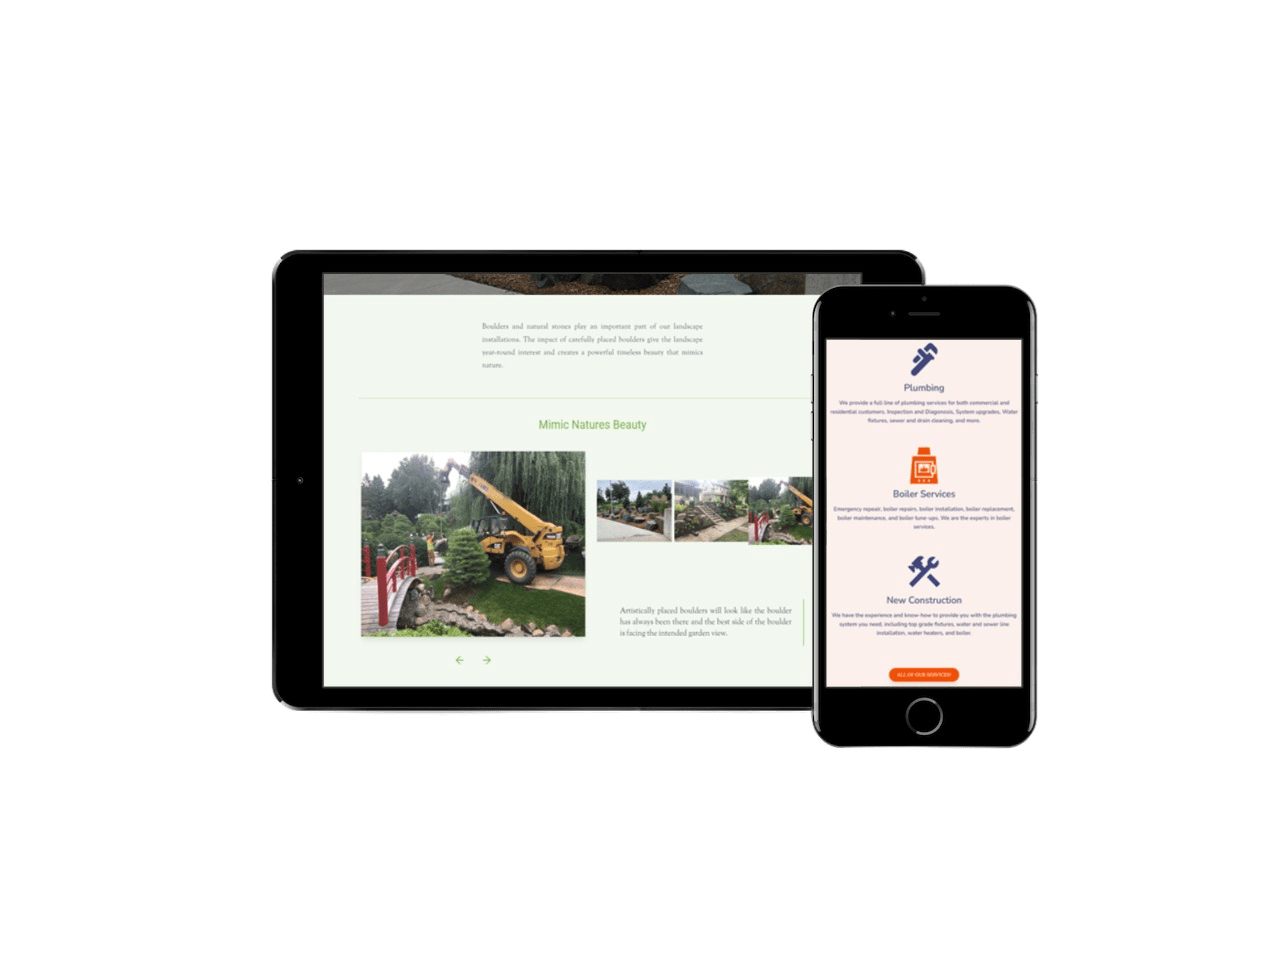 Boulders and natural stones play an important part of our landscape
installations. The impact of carefully placed boulders give the landscape
year-round interest and creates a powerful timeless beauty that mimics
nature.
Mimic Natures Beauty
Artistically placed boulders will look like the boulder
has always been there and the best side of the boulder
is facing the intended garden view.
Plumbing
We provide a full line of plumbing services for both commercial and
residential customers. Inspection and Diagonosis, System upgrades, Water
fixtures, sewer and drain cleaning, and more.
Boiler Services
Emergency repeair, boiler repairs, boiler installation, boiler replacement,
boiler maintenance, and boiler tune-ups. We are the experts in boiler
services.
New Construction
We have the experience and know-how to provide you with the plumbing
system you need, including top grade fixtures, water and sewer line
installation, water heaters, and boiler.
ALL OF OUR SERVICES!